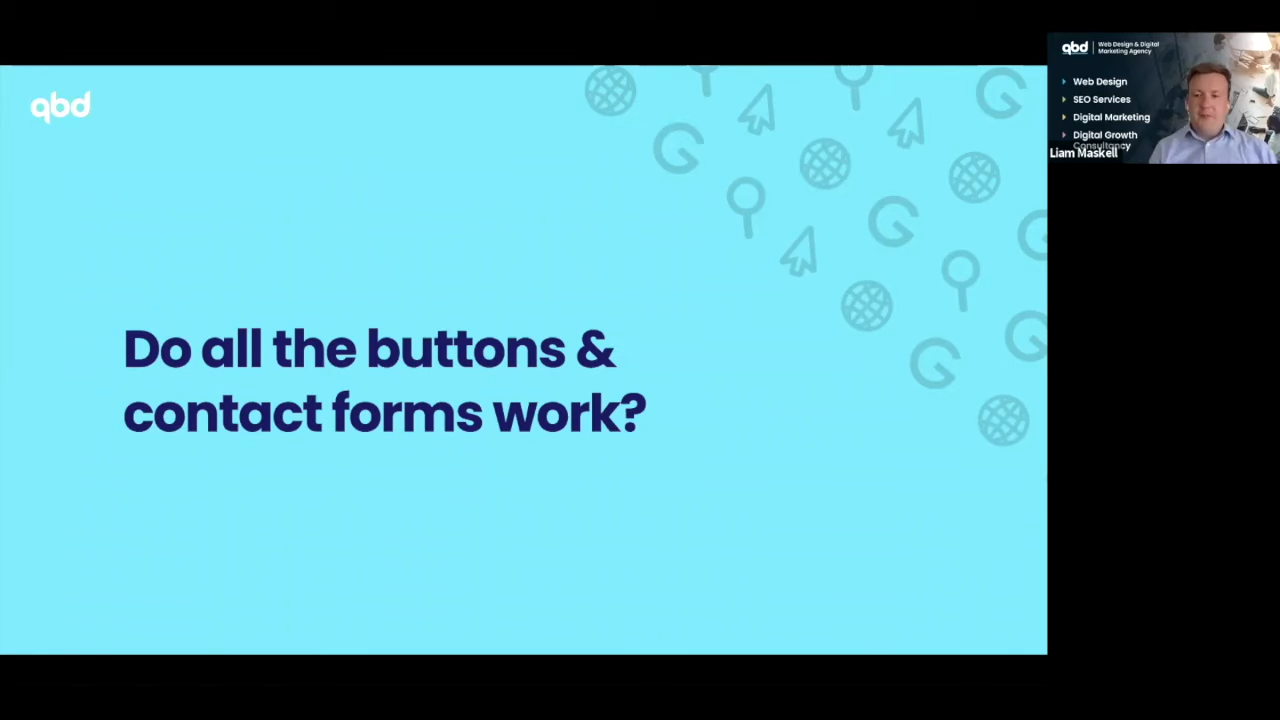 qbd
Do all the buttons &
contact forms work?
qbd
Web Design & Digital
Marketing Agency
Web Design
SEO Services
Digital Marketing
Digital Growth
Consultancy
Liam Maskell